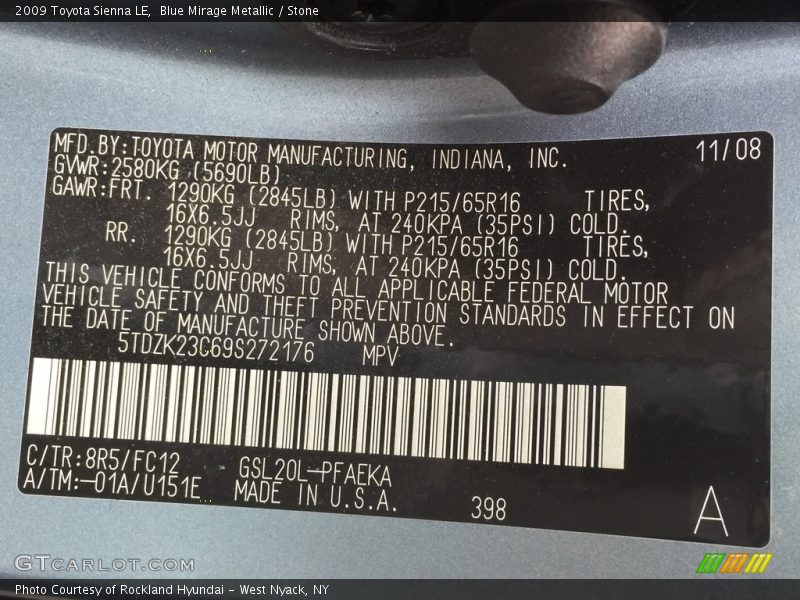 2009 Toyota Sienna LE,  Blue Mirage Metallic / Stone
MFD.BY:TOYOTA MOTOR MANUFACTURING, INDIANA, INC. 11/08
GVWR:2580KG (5690LB)
GAWR:FRT. 1290KG (2845LB) WITH P215/65R16 TIRES,
16X6.5JJ RIMS, AT 240KPA (35PSI) COLD.
RR. 1290KG (2845LB) WITH P215/65R16 TIRES,
16X6.5JJ RIMS, AT 240KPA (35PSI) COLD.
THIS VEHICLE CONFORMS TO ALL APPLICABLE FEDERAL MOTOR
VEHICLE SAFETY AND THEFT PREVENTION STANDARDS IN EFFECT ON
THE DATE OF MANUFACTURE SHOWN ABOVE.
5TDZK23C69S272176 MPV
C/TR:8R5/FC12 GSL20L-PFAEKA
A/TM:-01A/U151E MADE IN U.S.A. 398 A
GTCARLOT.COM
Photo Courtesy of Rockland Hyundai - West Nyack, NY